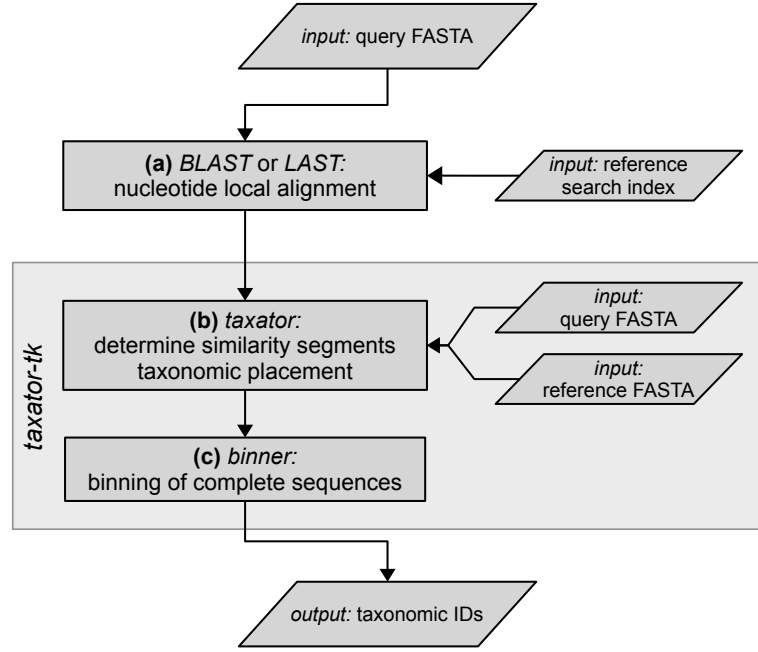 input: query FASTA
(a) BLAST or LAST:
nucleotide local alignment
input: reference
search index
taxator-tk
(b) taxator:
determine similarity segments
taxonomic placement
input:
query FASTA
input:
reference FASTA
(c) binner:
binning of complete sequences
output: taxonomic IDs